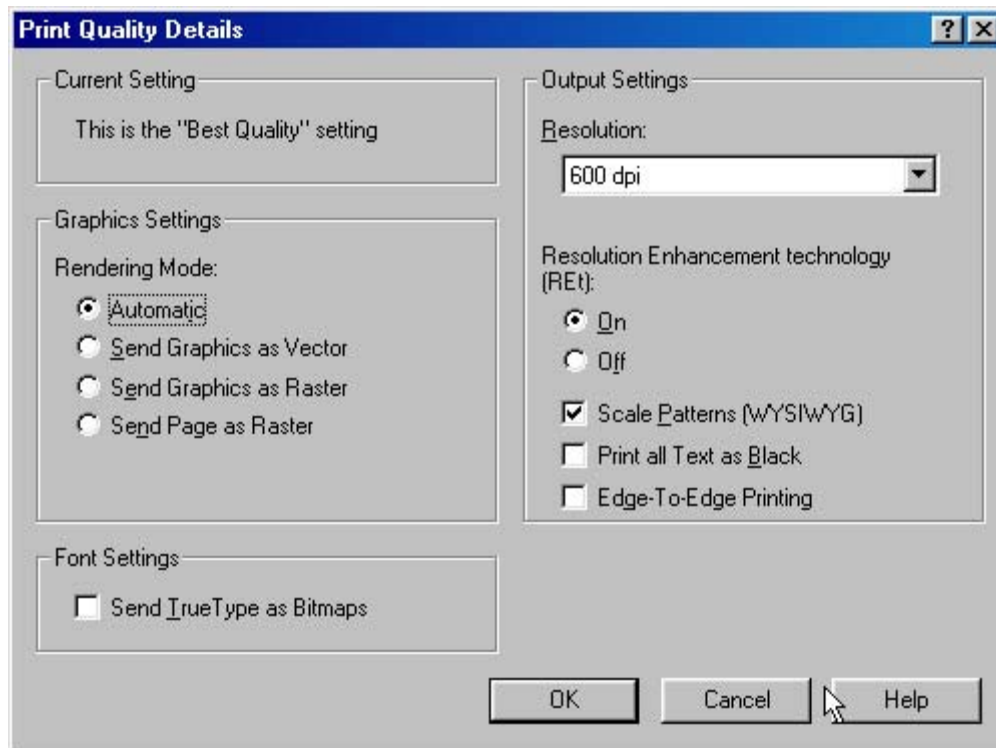 Print Quality Details
Current Setting
This is the "Best Quality" setting
Graphics Settings
Rendering Mode:
Automatic
Send Graphics as Vector
Send Graphics as Raster
Send Page as Raster
Font Settings
Send TrueType as Bitmaps
Output Settings
Resolution:
600 dpi
Resolution Enhancement technology
(REt):
On
Off
Scale Patterns (WYSIWYG)
Print all Text as Black
Edge-To-Edge Printing
OK
Cancel
Help